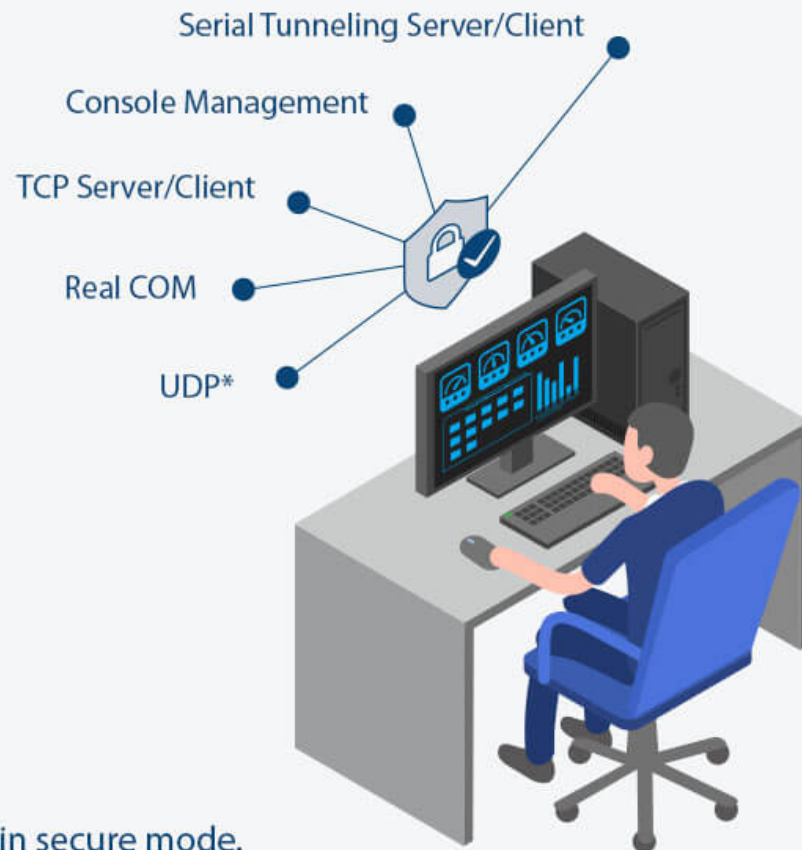 Serial Tunneling Server/Client
Console Management
TCP Server/Client
Real COM
UDP*
in secure mode.